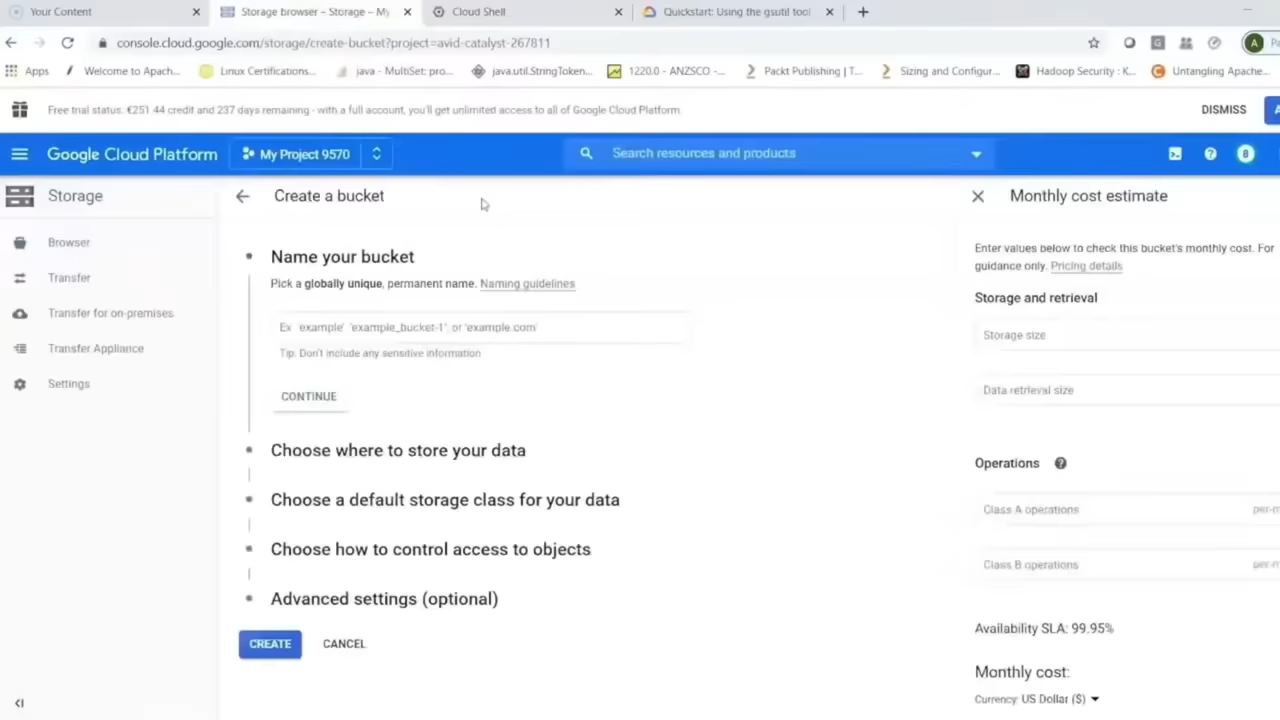 Your Content
Storage browser – Storage – My
Cloud Shell
Quickstart: Using the gsutil tool
console.cloud.google.com/storage/create-bucket?project=avid-catalyst-267811
A
Apps
Welcome to Apach...
Linux Certifications...
java - MultiSet: pro...
java.util.StringToken...
1220.0 - ANZSCO -...
Packt Publishing | T...
Sizing and Configur...
Hadoop Security : K...
Untangling Apache...
Free trial status: €251.44 credit and 237 days remaining - with a full account, you'll get unlimited access to all of Google Cloud Platform.
DISMISS
Google Cloud Platform
My Project 9570
Search resources and products
8
Storage
Create a bucket
Monthly cost estimate
Browser
Transfer
Transfer for on-premises
Transfer Appliance
Settings
Name your bucket
Pick a globally unique, permanent name. Naming guidelines
Ex 'example' 'example_bucket-1' or 'example.com'
Tip: Don't include any sensitive information
CONTINUE
Choose where to store your data
Choose a default storage class for your data
Choose how to control access to objects
Advanced settings (optional)
CREATE
CANCEL
Enter values below to check this bucket's monthly cost. For
guidance only. Pricing details
Storage and retrieval
Storage size
Data retrieval size
Operations
Class A operations
per-m
Class B operations
per-m
Availability SLA: 99.95%
Monthly cost:
Currency: US Dollar ($)